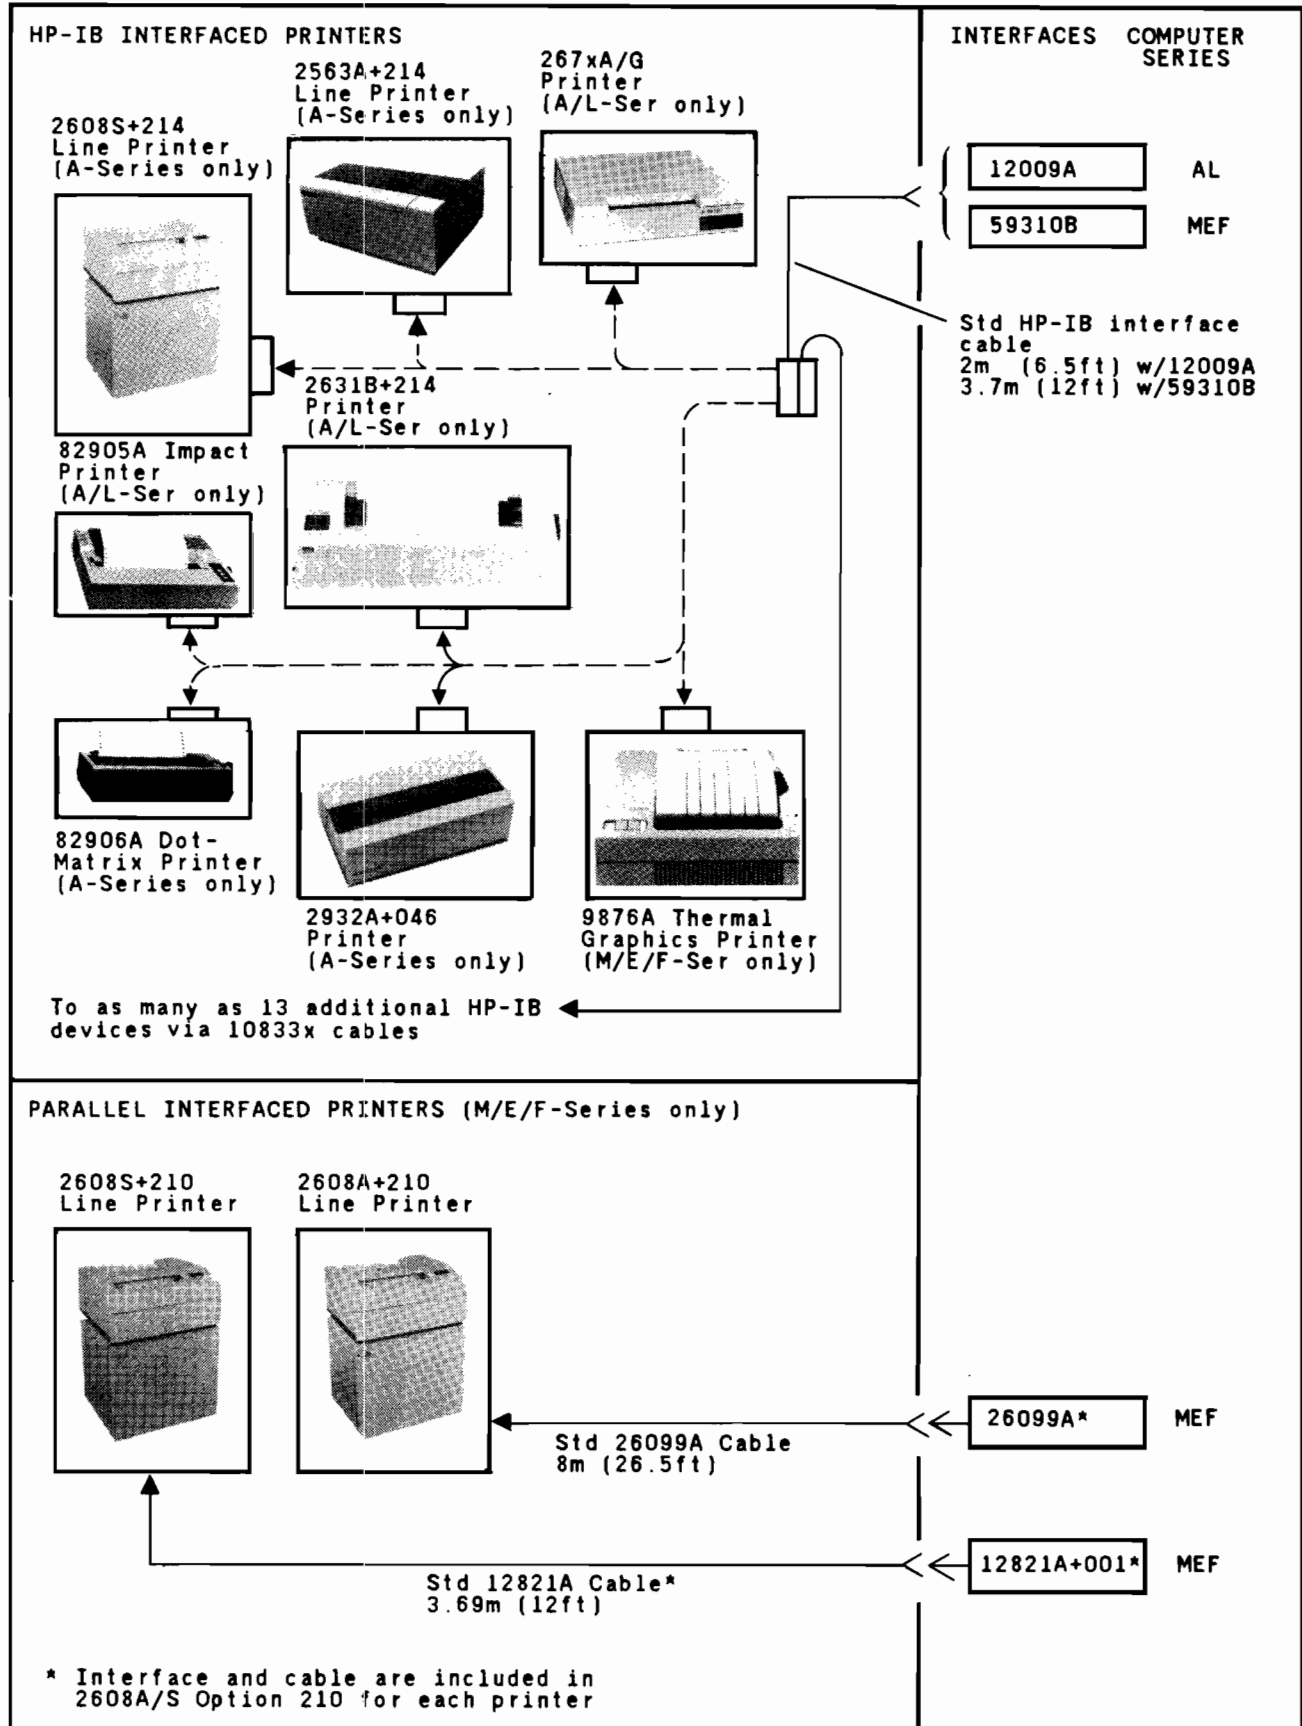 HP-IB INTERFACED PRINTERS
INTERFACES COMPUTER
SERIES
2608S+214
Line Printer
(A-Series only)
2563A+214
Line Printer
(A-Series only)
267xA/G
Printer
(A/L-Ser only)
12009A AL
59310B MEF
Std HP-IB interface
cable
2m (6.5ft) w/12009A
3.7m (12ft) w/59310B
82905A Impact
Printer
(A/L-Ser only)
2631B+214
Printer
(A/L-Ser only)
82906A Dot-
Matrix Printer
(A-Series only)
2932A+046
Printer
(A-Series only)
9876A Thermal
Graphics Printer
(M/E/F-Ser only)
To as many as 13 additional HP-IB
devices via 10833x cables
PARALLEL INTERFACED PRINTERS (M/E/F-Series only)
2608S+210
Line Printer
2608A+210
Line Printer
Std 26099A Cable
8m (26.5ft)
26099A* MEF
Std 12821A Cable*
3.69m (12ft)
12821A+001* MEF
* Interface and cable are included in
2608A/S Option 210 for each printer